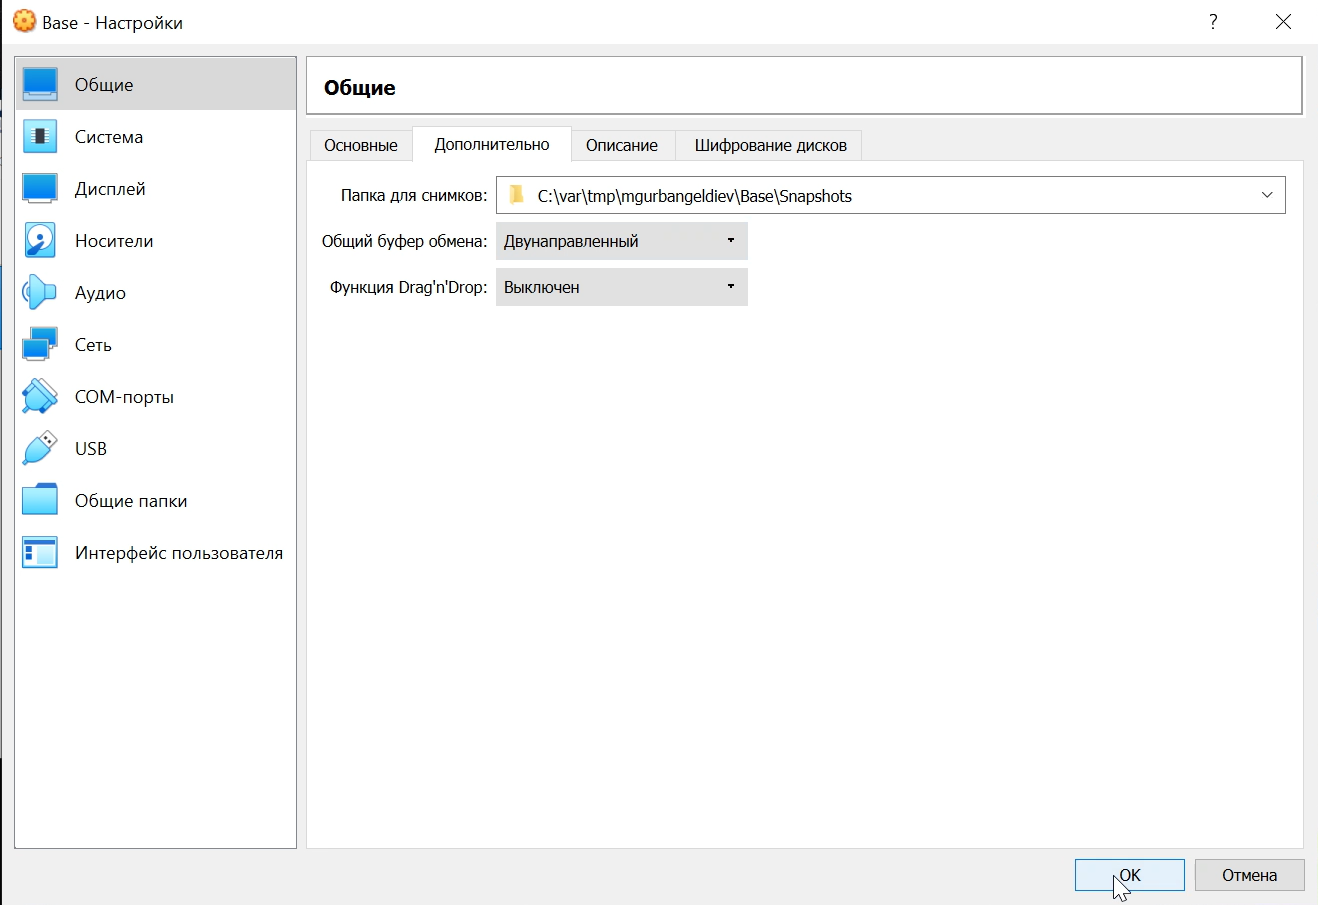 Base - Настройки
?
Общие
Система
Дисплей
Носители
Аудио
Сеть
COM-порты
USB
Общие папки
Интерфейс пользователя
Общие
Основные
Дополнительно
Описание
Шифрование дисков
Папка для снимков: C:\var\tmp\mgurbangeldiev\Base\Snapshots
Общий буфер обмена: Двунаправленный
Функция Drag'n'Drop: Выключен
OK
Отмена